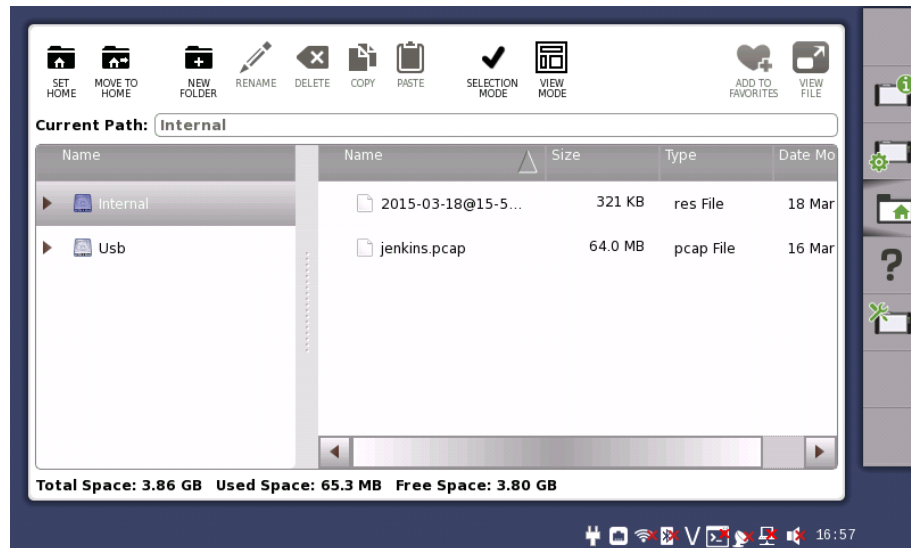 SET HOME
MOVE TO HOME
NEW FOLDER
RENAME
DELETE
COPY
PASTE
SELECTION MODE
VIEW MODE
ADD TO FAVORITES
VIEW FILE
Current Path: Internal
Name
Name Size Type Date Mo
Internal
2015-03-18@15-5... 321 KB res File 18 Mar
Usb
jenkins.pcap 64.0 MB pcap File 16 Mar
Total Space: 3.86 GB Used Space: 65.3 MB Free Space: 3.80 GB
16:57